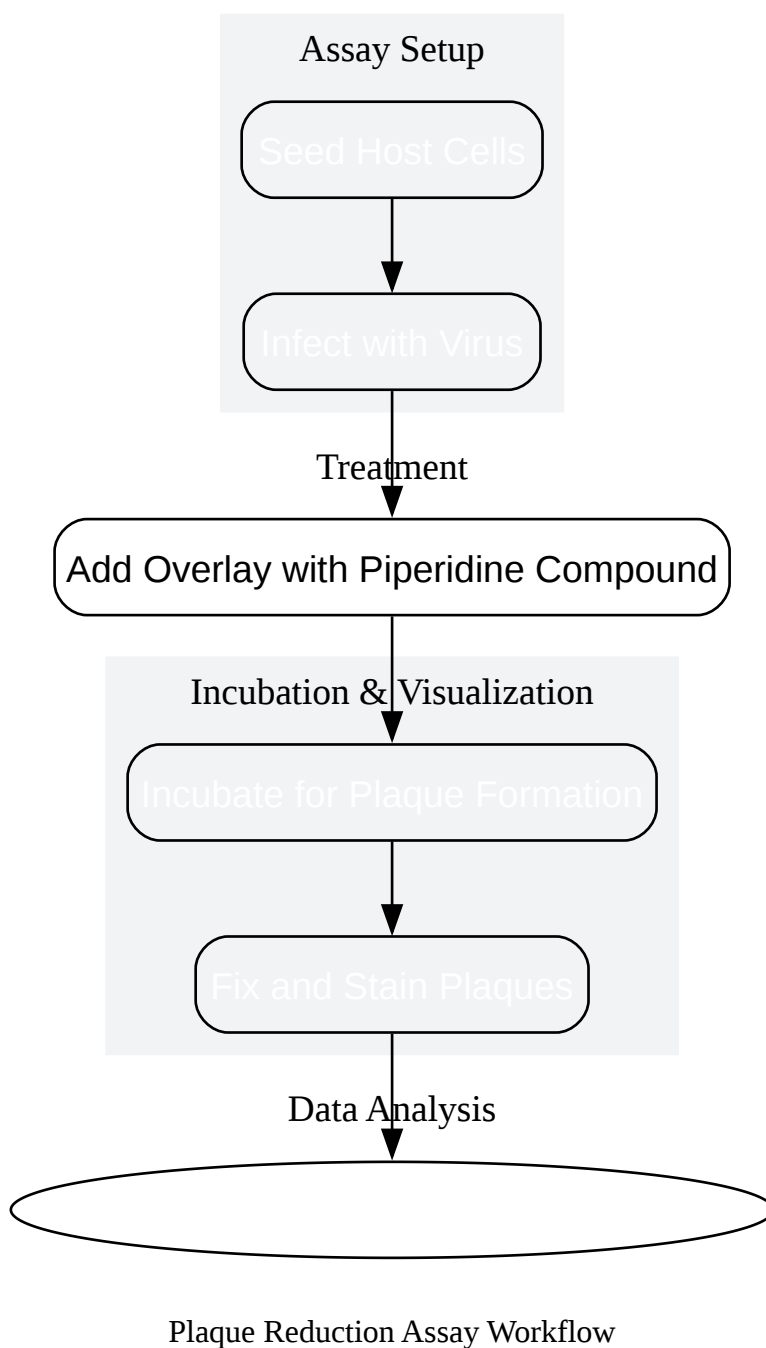 Assay Setup
Seed Host Cells
Infect with Virus
Treatment
Add Overlay with Piperidine Compound
Incubation & Visualization
Incubate for Plaque Formation
Fix and Stain Plaques
Data Analysis
Plaque Reduction Assay Workflow